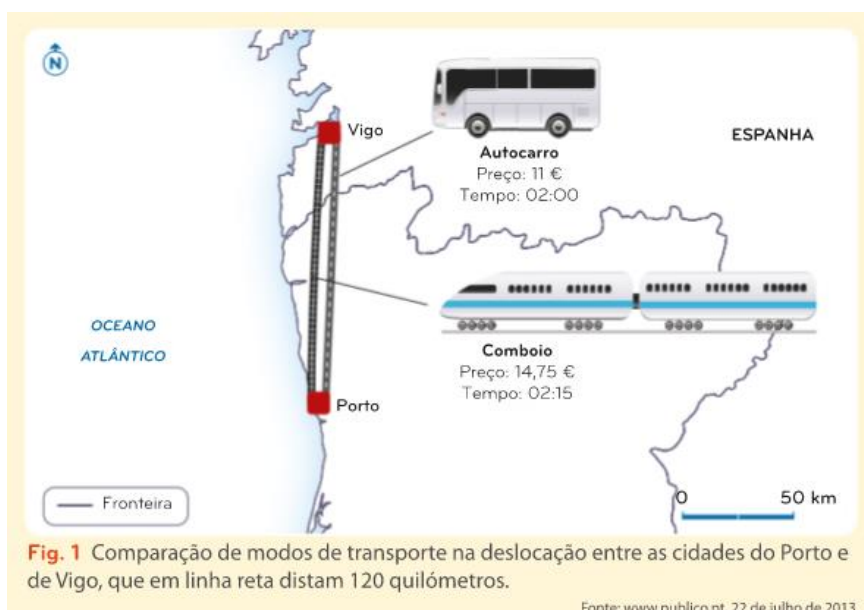 N
Vigo
Autocarro
Preço: 11 €
Tempo: 02:00
ESPANHA
OCEANO
ATLÂNTICO
Comboio
Preço: 14,75 €
Tempo: 02:15
Porto
Fronteira
0 50 km
Fig. 1 Comparação de modos de transporte na deslocação entre as cidades do Porto e
de Vigo, que em linha reta distam 120 quilómetros.
Fonte: www.publico.pt, 22 de julho de 2013